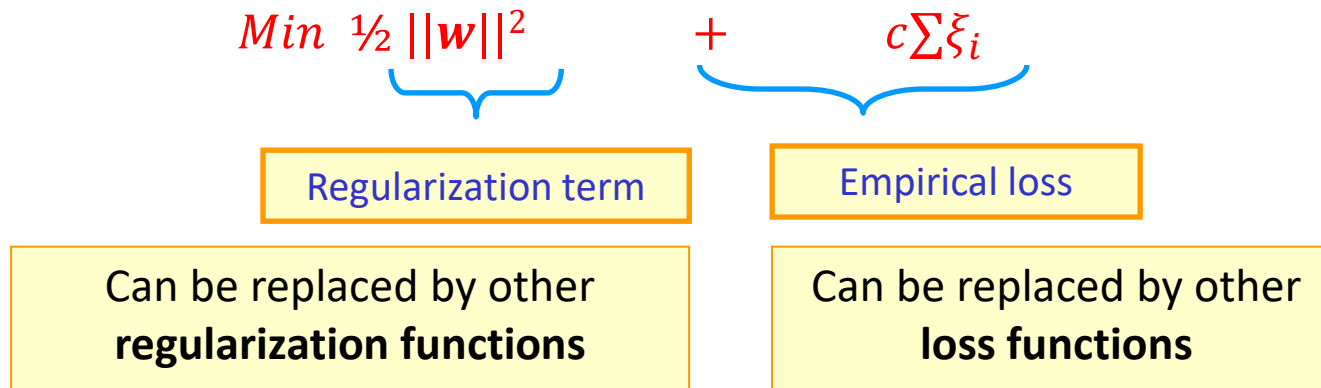 Min ½ ||w||² + c∑ξᵢ
Regularization term
Empirical loss
Can be replaced by other
regularization functions
Can be replaced by other
loss functions